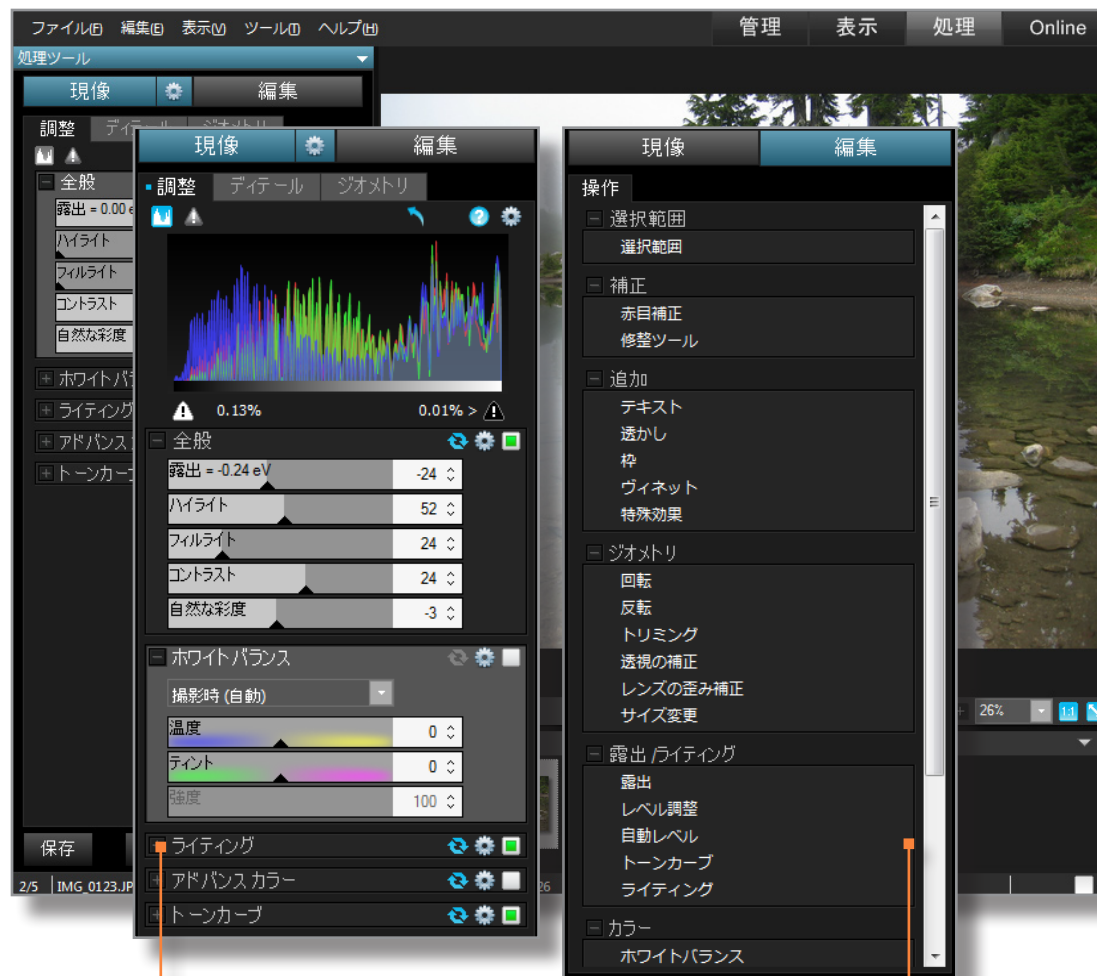 ファイル(F) 編集(E) 表示(V) ツール(T) ヘルプ(H)
管理 表示 処理 Online
処理ツール
現像 編集
調整 ディテール ジオメトリ
全般
露出 = 0.00 e
ハイライト
フィルライト
コントラスト
自然な彩度
ホワイトバラ
ライティング
アドバンス
トーンカーブ
保存
2/5 IMG_0123.JP
現像 編集
調整 ディテール ジオメトリ
0.13% 0.01% >
全般
露出 = -0.24 eV -24
ハイライト 52
フィルライト 24
コントラスト 24
自然な彩度 -3
ホワイトバランス
撮影時 (自動)
温度 0
ティント 0
強度 100
ライティング
アドバンス カラー
トーンカーブ
26
現像 編集
操作
選択範囲
選択範囲
補正
赤目補正
修整ツール
追加
テキスト
透かし
枠
ヴィネット
特殊効果
ジオメトリ
回転
反転
トリミング
透視の補正
レンズの歪み補正
サイズ変更
露出 /ライティング
露出
レベル調整
自動レベル
トーンカーブ
ライティング
カラー
ホワイトバランス
26%
1:1